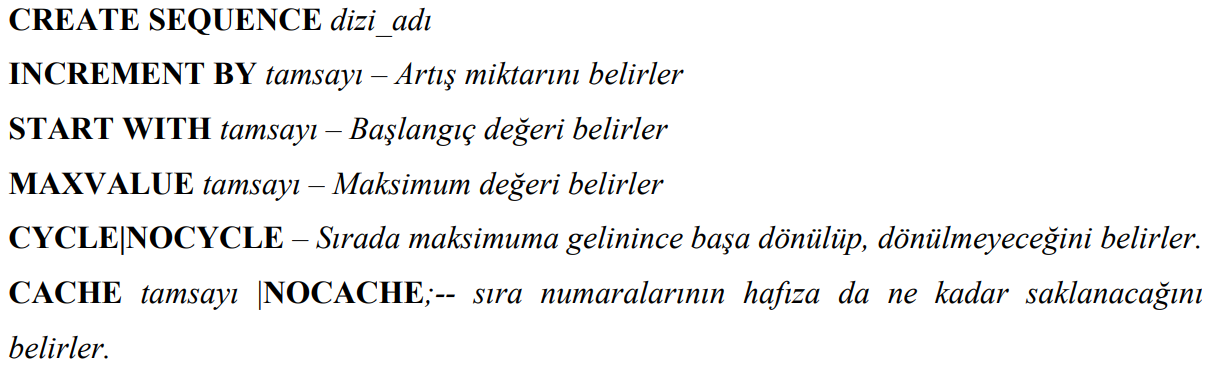 CREATE SEQUENCE dizi_adı
INCREMENT BY tamsayı – Artış miktarını belirler
START WITH tamsayı – Başlangıç değeri belirler
MAXVALUE tamsayı – Maksimum değeri belirler
CYCLE|NOCYCLE – Sırada maksimuma gelinince başa dönülüp, dönülmeyeceğini belirler.
CACHE tamsayı |NOCACHE;-- sıra numaralarının hafıza da ne kadar saklanacağını
belirler.